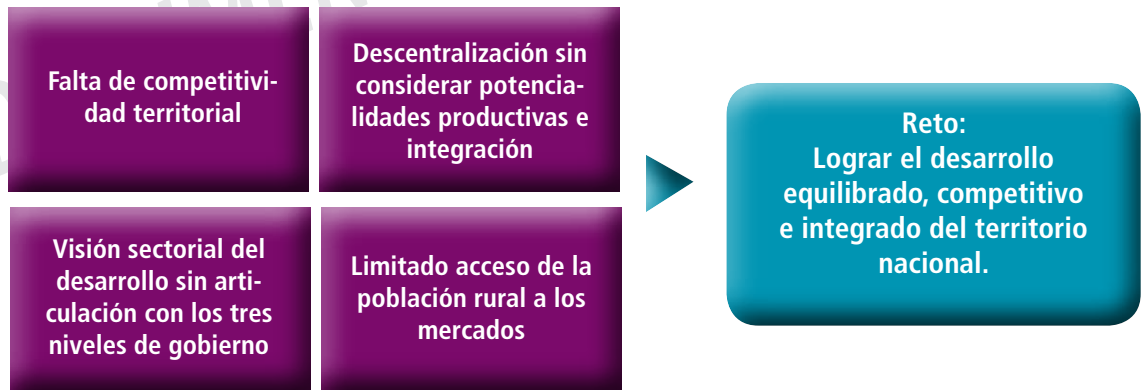 Falta de competitivi-
dad territorial
Descentralización sin
considerar potencia-
lidades productivas e
integración
Visión sectorial del
desarrollo sin arti-
culación con los tres
niveles de gobierno
Limitado acceso de la
población rural a los
mercados
Reto:
Lograr el desarrollo
equilibrado, competitivo
e integrado del territorio
nacional.